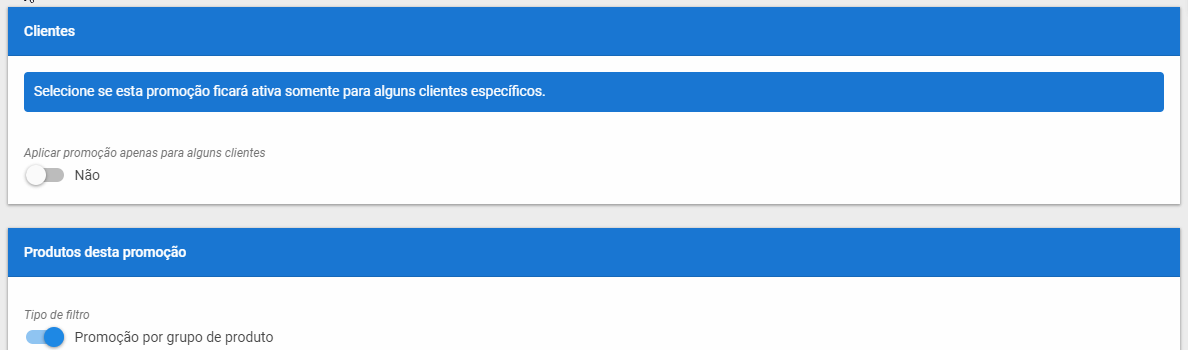 Clientes
Selecione se esta promoção ficará ativa somente para alguns clientes específicos.
Aplicar promoção apenas para alguns clientes
Não
Produtos desta promoção
Tipo de filtro
Promoção por grupo de produto